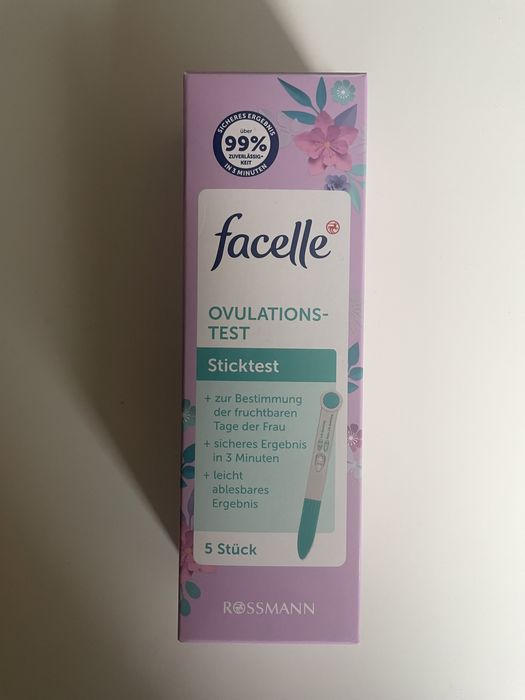 SICHERES ERGEBNIS
über
99%
ZUVERLÄSSIG-
KEIT
IN 3 MINUTEN
facelle
OVULATIONS-
TEST
Sticktest
+ zur Bestimmung
der fruchtbaren
Tage der Frau
+ sicheres Ergebnis
in 3 Minuten
+ leicht
ablesbares
Ergebnis
5 Stück
ROSSMANN